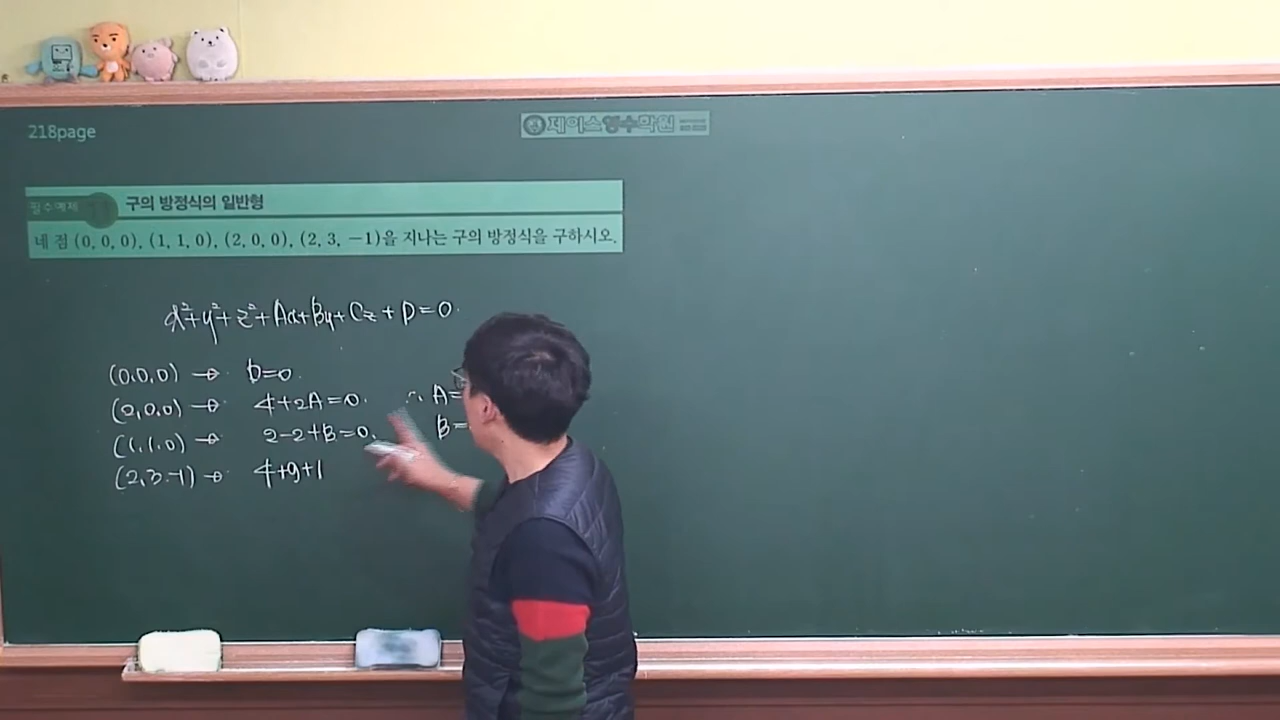 218page
제이스영수학원
필수예제 11 구의 방정식의 일반형
네 점 (0, 0, 0), (1, 1, 0), (2, 0, 0), (2, 3, −1)을 지나는 구의 방정식을 구하시오.
x²+y²+z²+Ax+By+Cz+D=0.
(0,0,0) → D=0.
(2,0,0) → 4+2A=0. ∴ A=
(1,1,0) → 2-2+B=0. B=
(2,3,-1) → 4+9+1